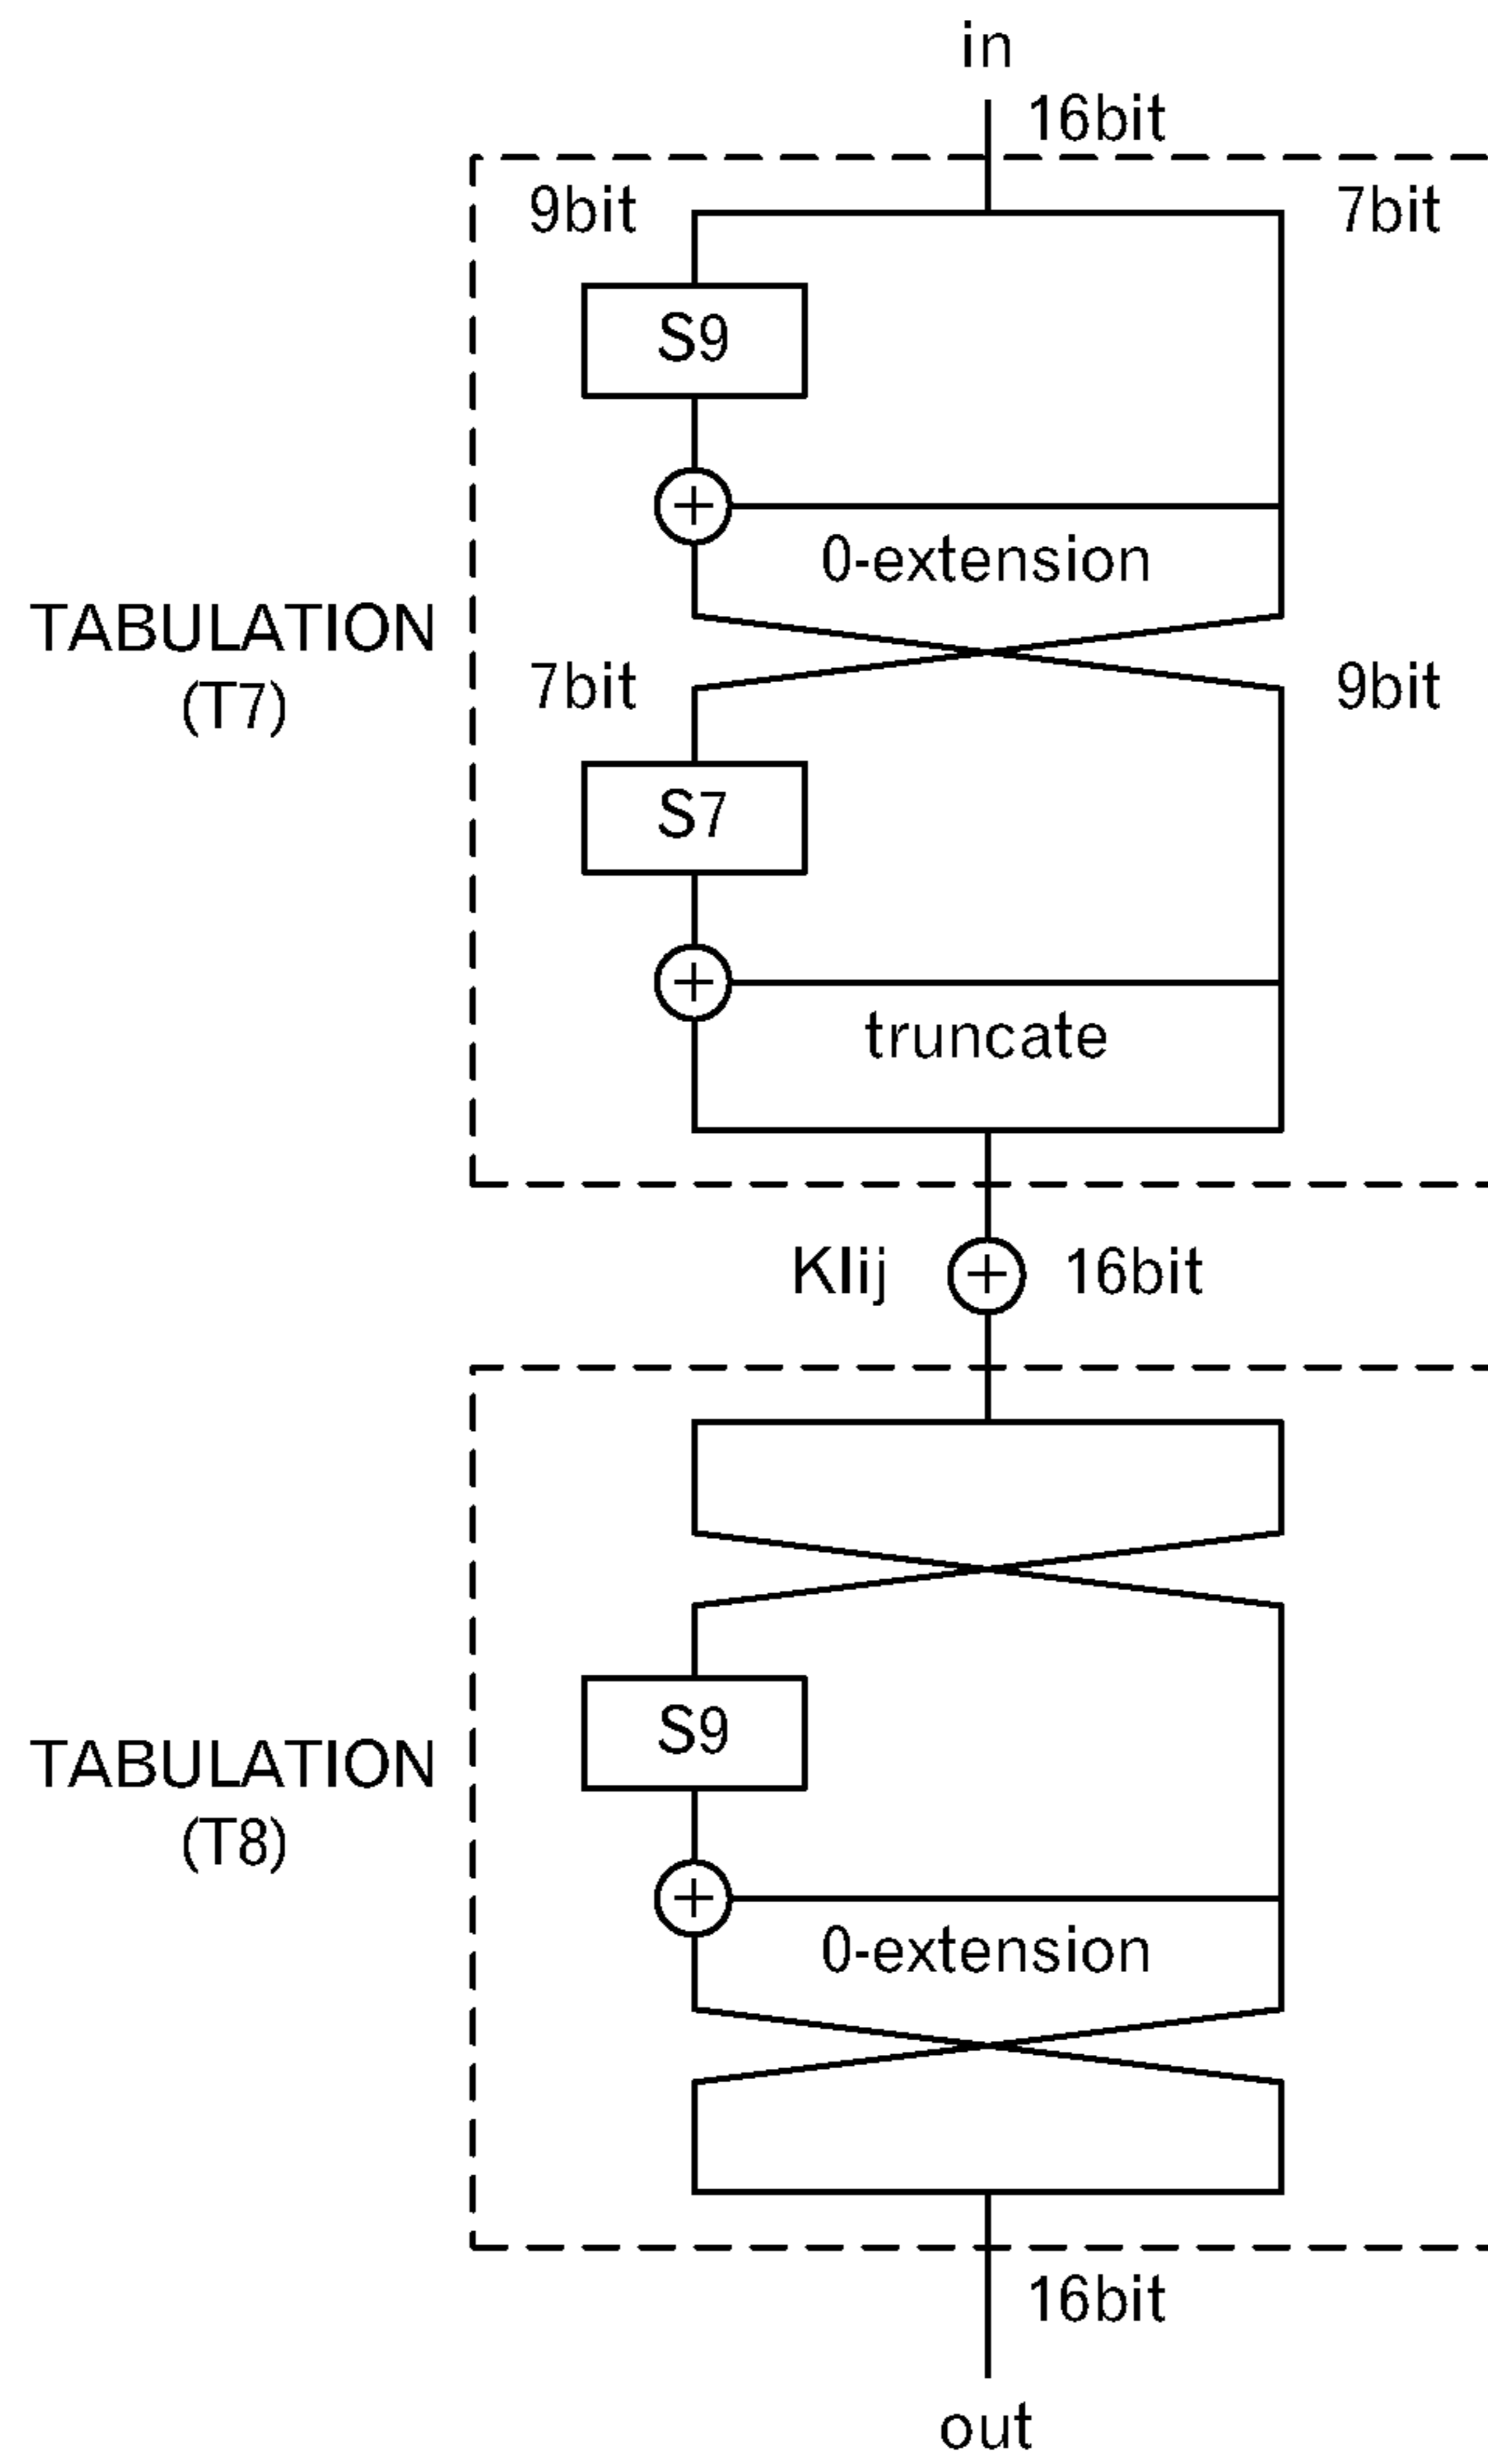 in
16bit
9bit
7bit
S9
+
0-extension
TABULATION
(T7)
7bit
9bit
S7
+
truncate
KIij
+
16bit
S9
TABULATION
(T8)
+
0-extension
16bit
out